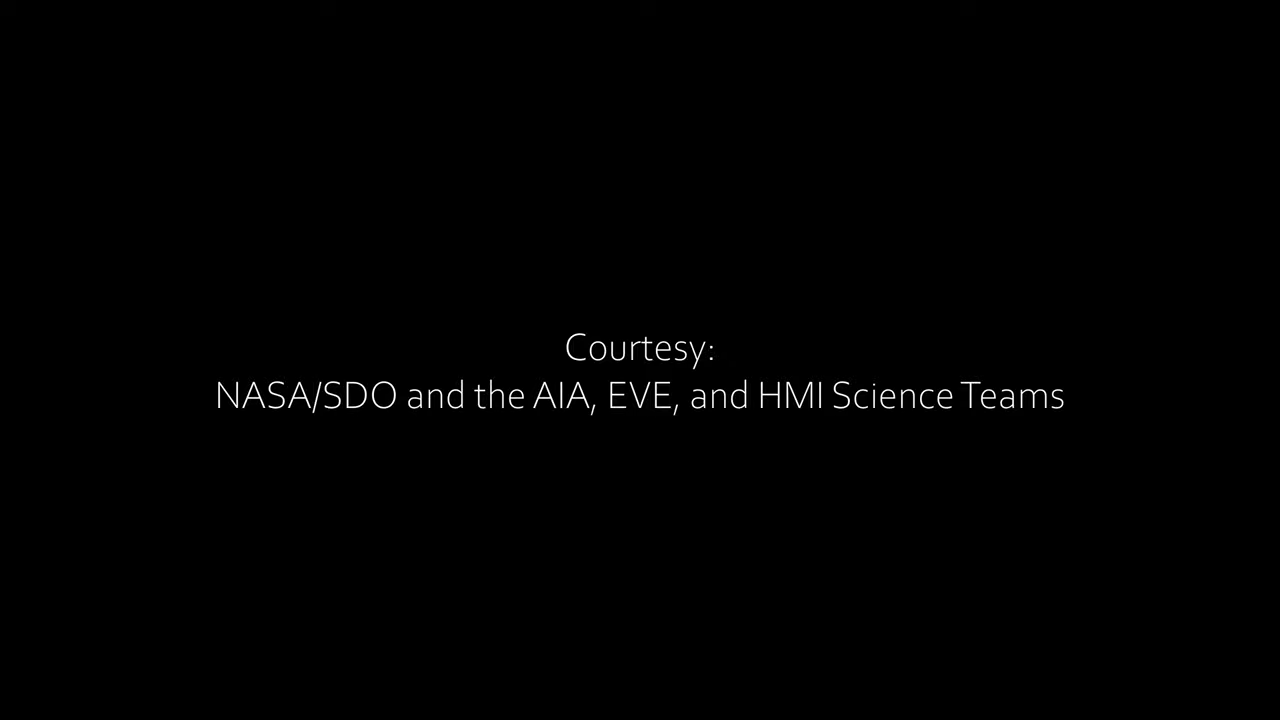 Courtesy:
NASA/SDO and the AIA, EVE, and HMI Science Teams